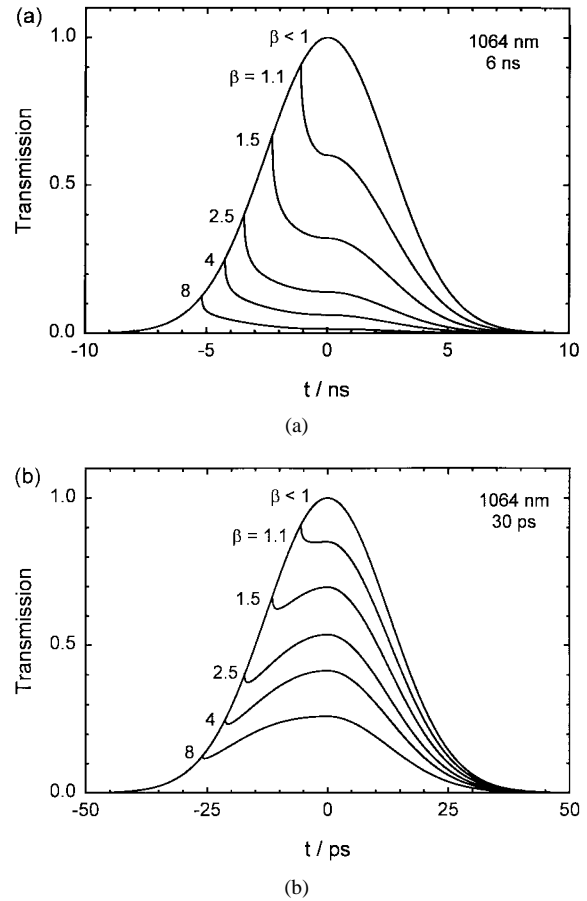 (a)
1.0
β < 1
1064 nm
6 ns
β = 1.1
1.5
Transmission
0.5
2.5
4
8
0.0
-10
-5
0
5
10
t / ns
(a)
(b)
1.0
β < 1
1064 nm
30 ps
β = 1.1
1.5
Transmission
0.5
2.5
4
8
0.0
-50
-25
0
25
50
t / ps
(b)